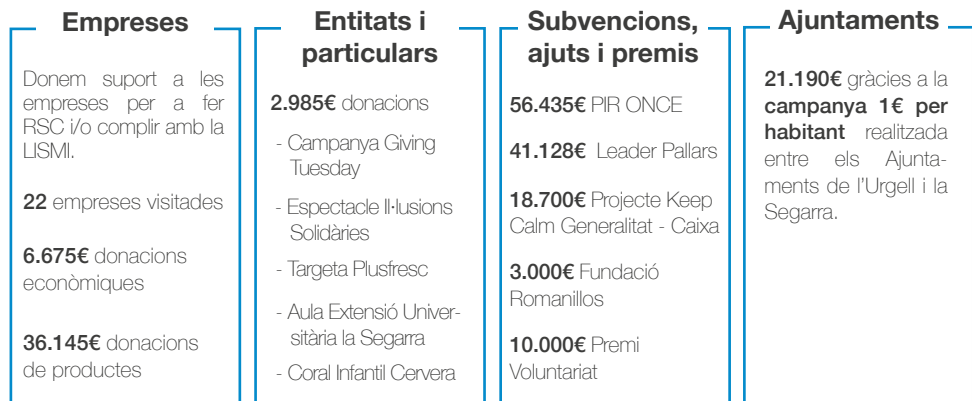 Empreses
Donem suport a les
empreses per a fer
RSC i/o complir amb la
LISMI.
22 empreses visitades
6.675€ donacions
econòmiques
36.145€ donacions
de productes
Entitats i
particulars
2.985€ donacions
- Campanya Giving
Tuesday
- Espectacle Il·lusions
Solidàries
- Targeta Plusfresc
- Aula Extensió Univer-
sitària la Segarra
- Coral Infantil Cervera
Subvencions,
ajuts i premis
56.435€ PIR ONCE
41.128€ Leader Pallars
18.700€ Projecte Keep
Calm Generalitat - Caixa
3.000€ Fundació
Romanillos
10.000€ Premi
Voluntariat
Ajuntaments
21.190€ gràcies a la
campanya 1€ per
habitant realitzada
entre els Ajunta-
ments de l'Urgell i la
Segarra.